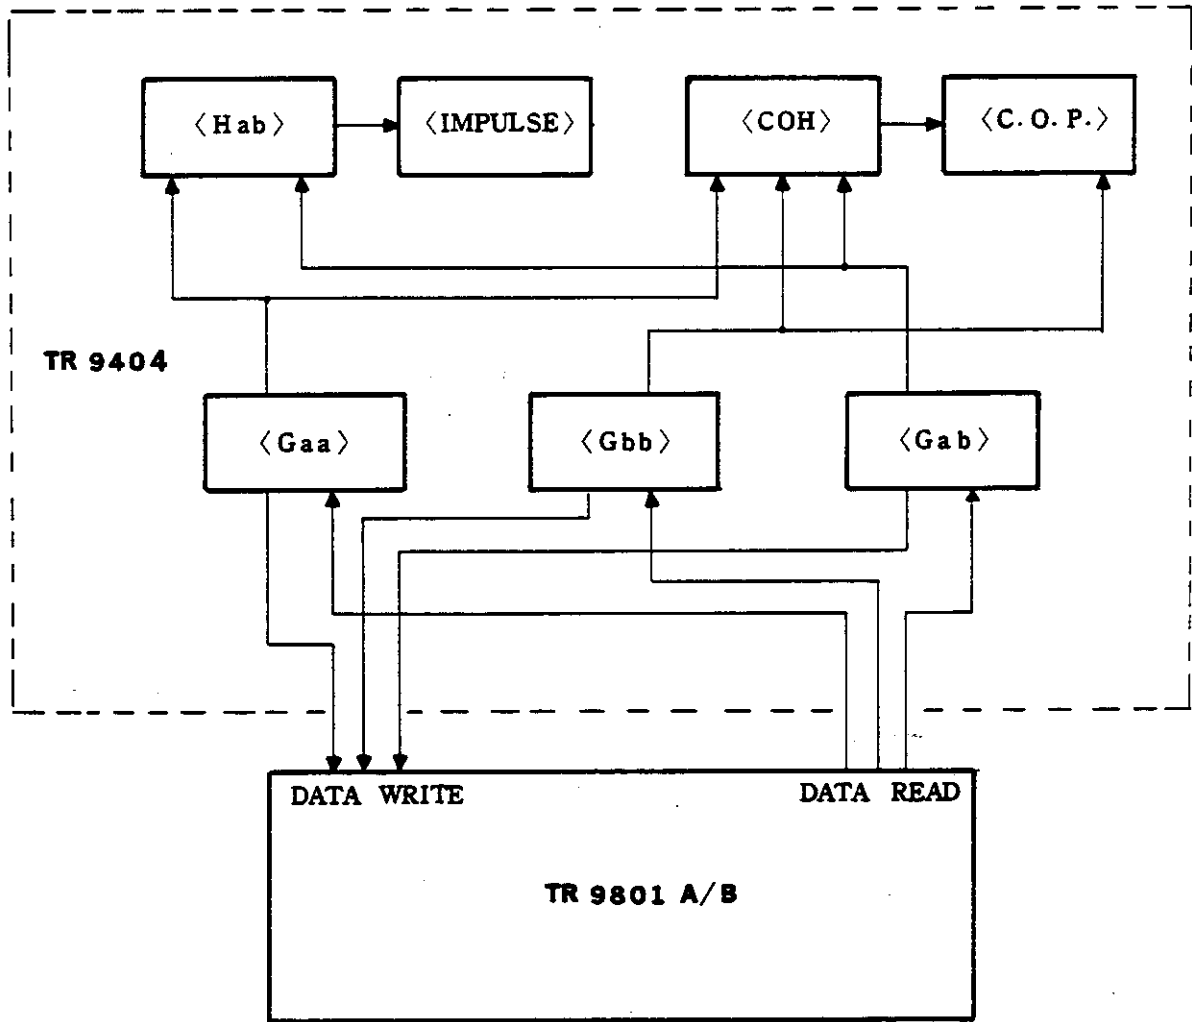 〈Hab〉
〈IMPULSE〉
〈COH〉
〈C.O.P.〉
TR 9404
〈Gaa〉
〈Gbb〉
〈Gab〉
DATA WRITE
DATA READ
TR 9801 A/B